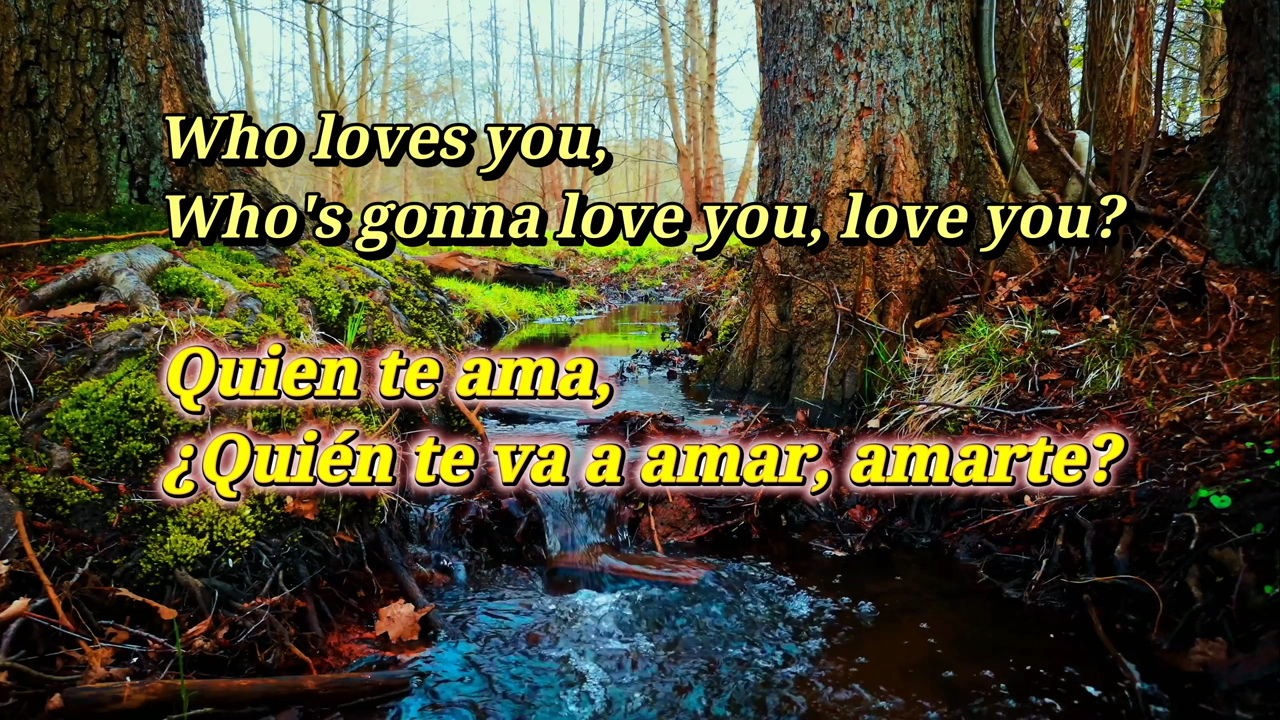 Who loves you,
Who's gonna love you, love you?
Quien te ama,
¿Quién te va a amar, amarte?